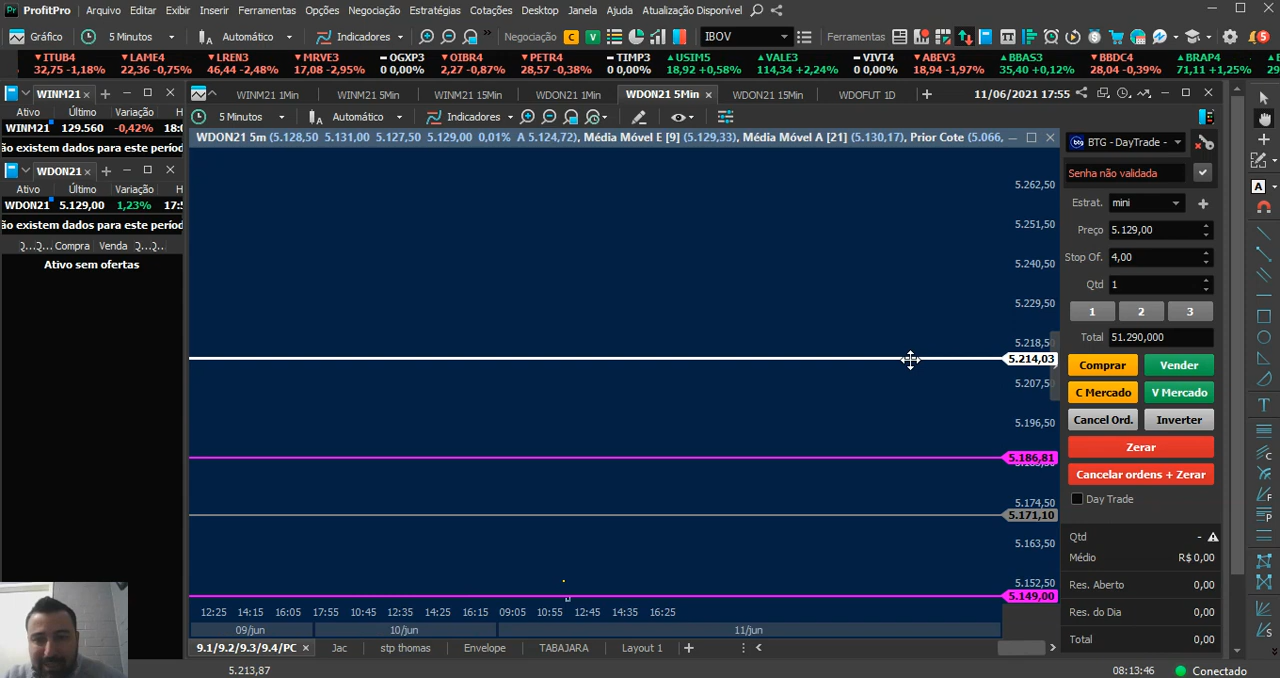 ProfitPro Arquivo Editar Exibir Inserir Ferramentas Opções Negociação Estratégias Cotações Desktop Janela Ajuda Atualização Disponível
Gráfico 5 Minutos Automático Indicadores Negociação C V IBOV Ferramentas 5
ITUB4 LAME4 LREN3 MRVE3 OGXP3 OIBR4 PETR4 TIMP3 USIM5 VALE3 VIVT4 ABEV3 BBAS3 BBDC4 BRAP4
32,75 -1,18% 22,36 -0,75% 46,44 -2,48% 17,08 -2,95% 0 0,00% 2,27 -0,87% 28,57 -0,38% 0 0,00% 18,92 +0,58% 114,34 +2,24% 0 0,00% 18,94 -1,97% 35,40 +0,12% 28,04 -0,39% 71,11 +1,25%
WINM21
Ativo Último Variação H
WINM21 129.560 -0,42% 18:0
ão existem dados para este períod
WDON21
Ativo Último Variação H
WDON21 5.129,00 1,23% 17:5
ão existem dados para este períod
2... 2... Compra Venda 2... 2...
Ativo sem ofertas
WINM21 1Min WINM21 5Min WINM21 15Min WDON21 1Min WDON21 5Min WDON21 15Min WDOFUT 1D 11/06/2021 17:55
5 Minutos Automático Indicadores
WDON21 5m (5.128,50 5.131,00 5.127,50 5.129,00 0,01% A 5.124,72), Média Móvel E [9] (5.129,33), Média Móvel A [21] (5.130,17), Prior Cote (5.066,
5.262,50
5.251,50
5.240,50
5.229,50
5.218,50
5.214,03
5.207,50
5.196,50
5.186,81
5.174,50
5.171,10
5.163,50
5.152,50
5.149,00
12:25 14:15 16:05 17:55 10:45 12:35 14:25 16:15 09:05 10:55 12:45 14:35 16:25
09/jun 10/jun 11/jun
9.1/9.2/9.3/9.4/PC Jac stp thomas Envelope TABAJARA Layout 1
BTG - DayTrade -
Senha não validada
Estrat. mini
Preço 5.129,00
Stop Of. 4,00
Qtd 1
1 2 3
Total 51.290,000
Comprar Vender
C Mercado V Mercado
Cancel Ord. Inverter
Zerar
Cancelar ordens + Zerar
Day Trade
Qtd -
Médio R$ 0,00
Res. Aberto 0,00
Res. do Dia 0,00
Total 0,00
5.213,87 08:13:46 Conectado